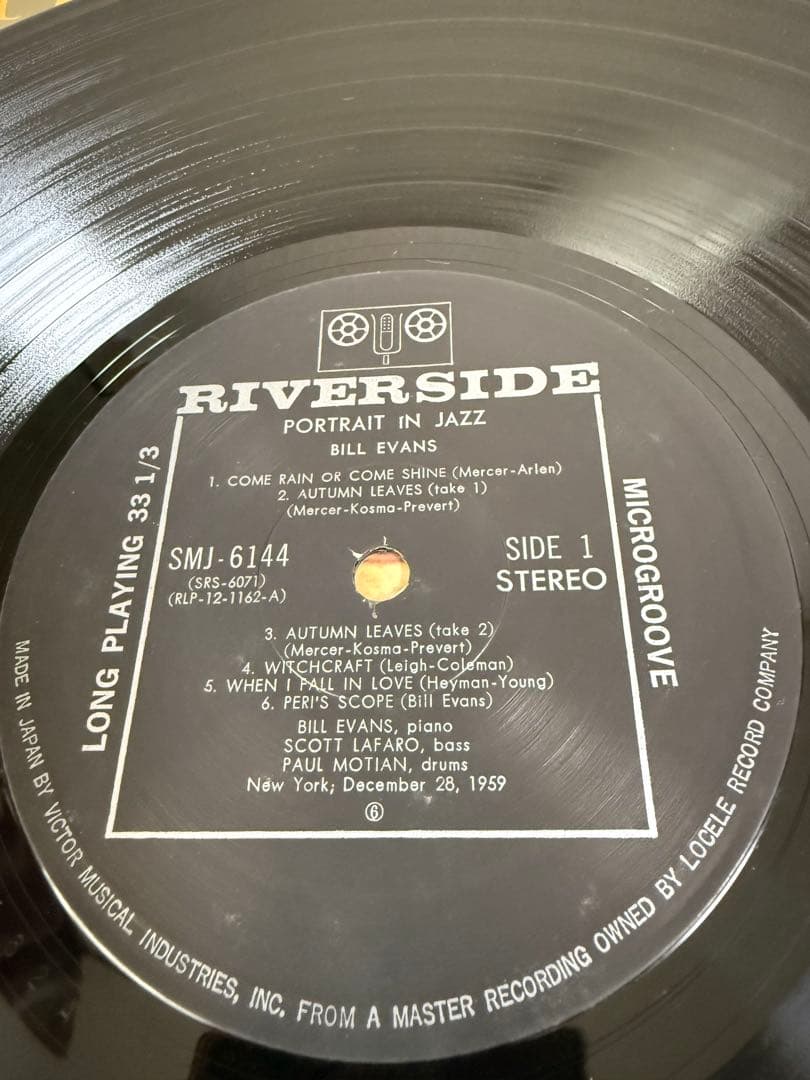 RIVERSIDE
PORTRAIT IN JAZZ
BILL EVANS
1. COME RAIN OR COME SHINE (Mercer-Arlen)
2. AUTUMN LEAVES (take 1)
(Mercer-Kosma-Prevert)
SMJ-6144
(SRS-6071)
(RLP-12-1162-A)
SIDE 1
STEREO
3. AUTUMN LEAVES (take 2)
(Mercer-Kosma-Prevert)
4. WITCHCRAFT (Leigh-Coleman)
5. WHEN I FALL IN LOVE (Heyman-Young)
6. PERI'S SCOPE (Bill Evans)
BILL EVANS, piano
SCOTT LAFARO, bass
PAUL MOTIAN, drums
New York; December 28, 1959
⑥
LONG PLAYING 33 1/3
MICROGROOVE
MADE IN JAPAN BY VICTOR MUSICAL INDUSTRIES, INC. FROM A MASTER RECORDING OWNED BY LOCELE RECORD COMPANY